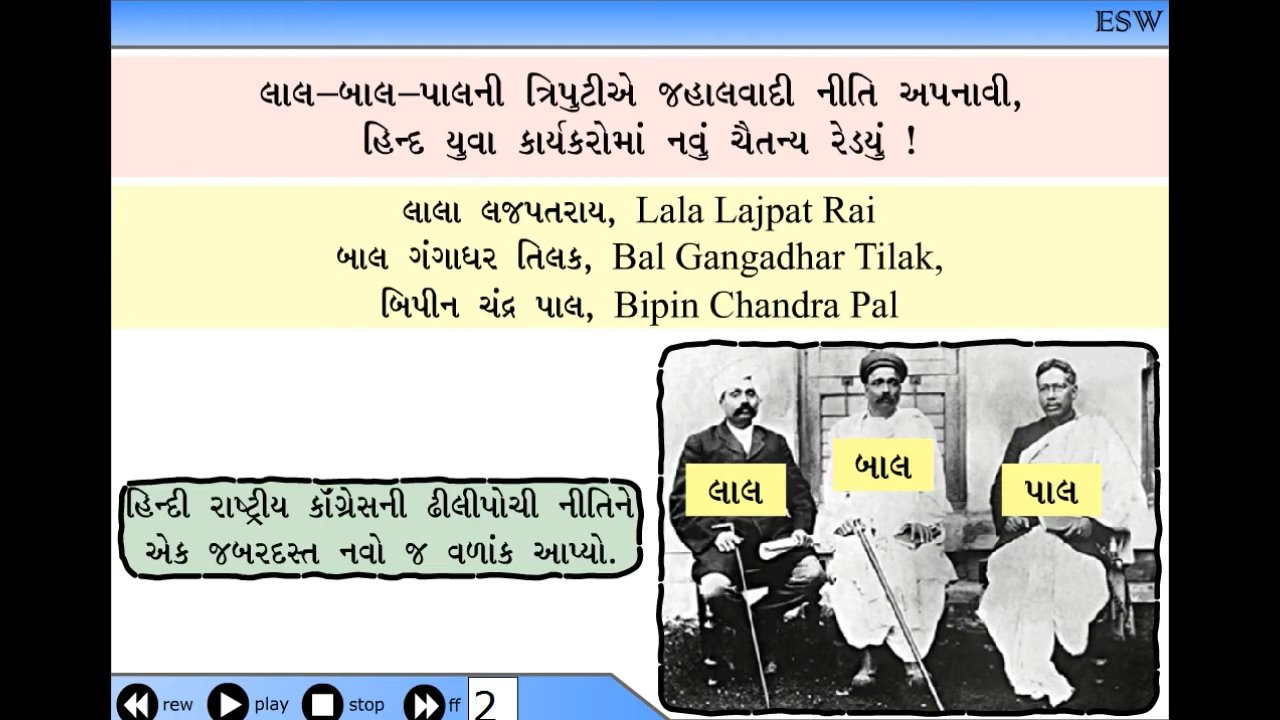 ESW
લાલ–બાલ–પાલની ત્રિપુટીએ જહાલવાદી નીતિ અપનાવી,
હિન્દ યુવા કાર્યકરોમાં નવું ચૈતન્ય રેડયું !
લાલા લજપતરાય, Lala Lajpat Rai
બાલ ગંગાધર તિલક, Bal Gangadhar Tilak,
બિપીન ચંદ્ર પાલ, Bipin Chandra Pal
હિન્દી રાષ્ટ્રીય કૉંગ્રેસની ઢીલીપોચી નીતિને
એક જબરદસ્ત નવો જ વળાંક આપ્યો.
લાલ
બાલ
પાલ
rew play stop ff 2